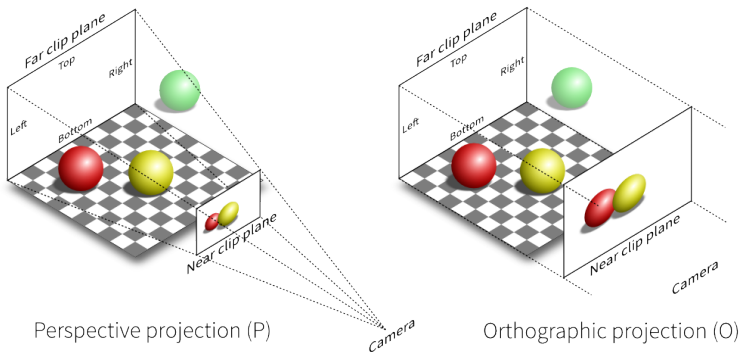 Far clip plane
Top
Right
Left
Bottom
Near clip plane
Camera
Perspective projection (P)
Far clip plane
Top
Right
Left
Bottom
Near clip plane
Camera
Orthographic projection (O)